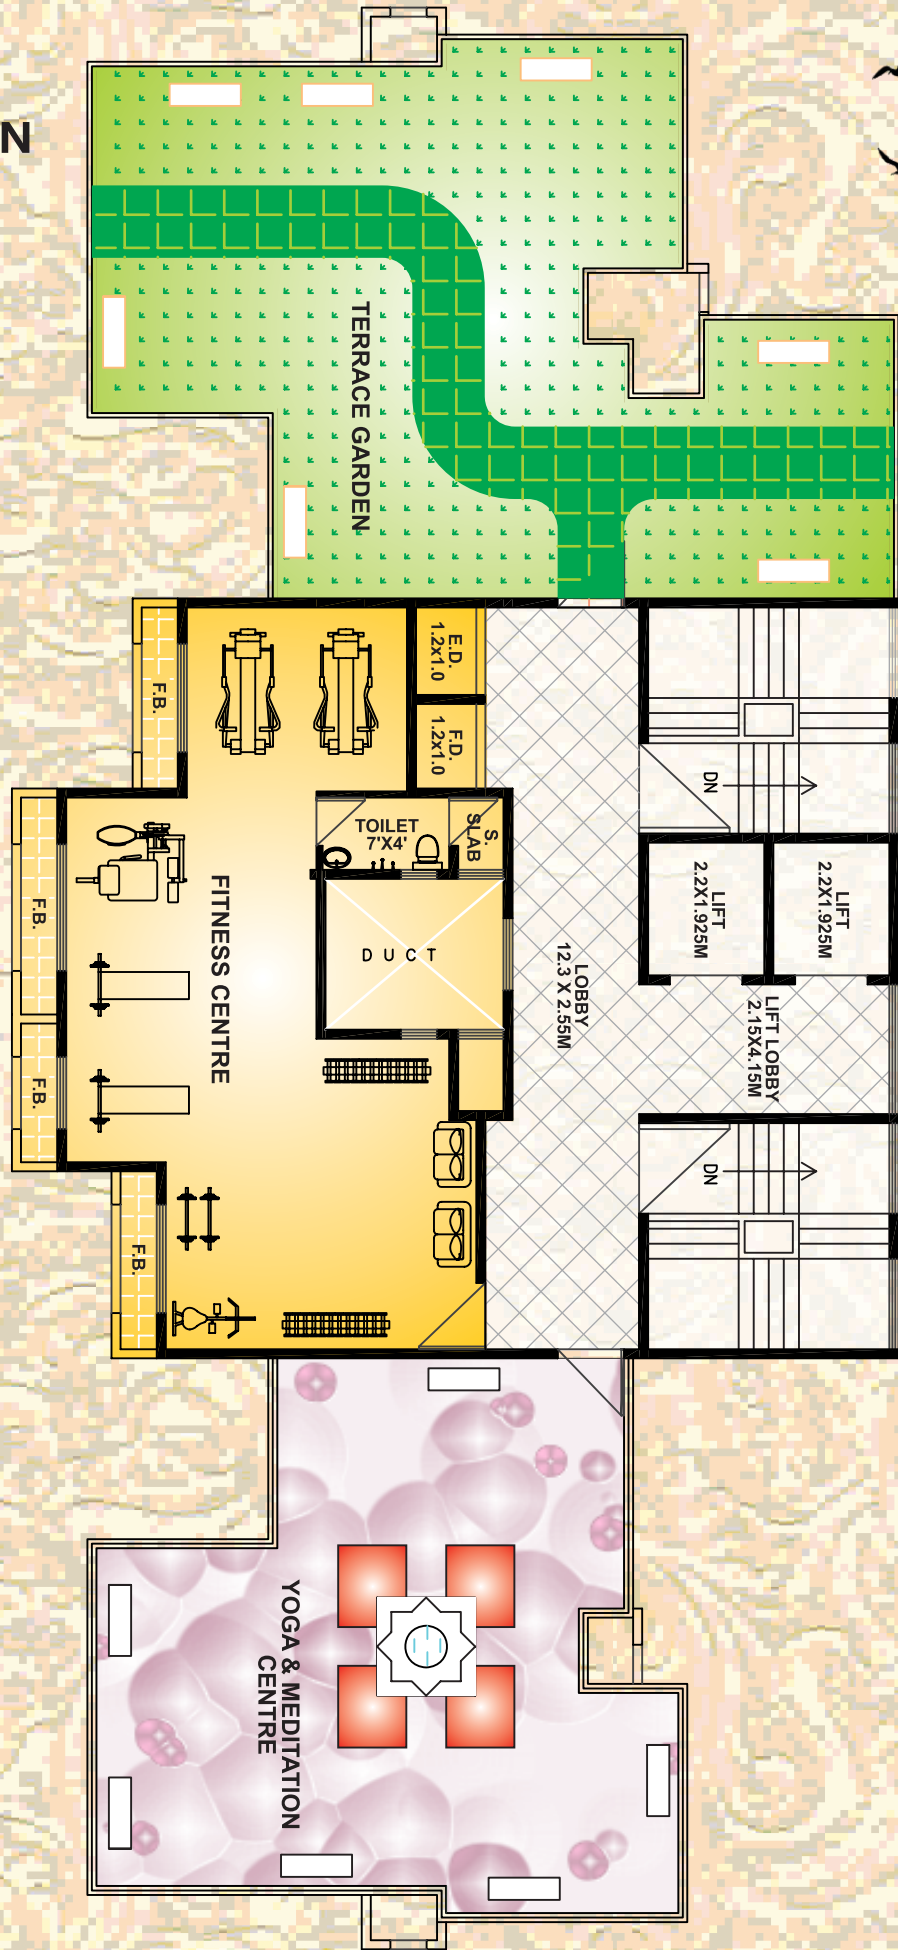 N
TERRACE GARDEN
E.D.
1.2x1.0
F.D.
1.2x1.0
F.B.
DN
TOILET
7'X4'
S.
SLAB
LIFT
2.2X1.925M
LIFT
2.2X1.925M
F.B.
FITNESS CENTRE
DUCT
LOBBY
12.3 X 2.55M
LIFT LOBBY
2.15X4.15M
F.B.
DN
F.B.
YOGA & MEDITATION
CENTRE